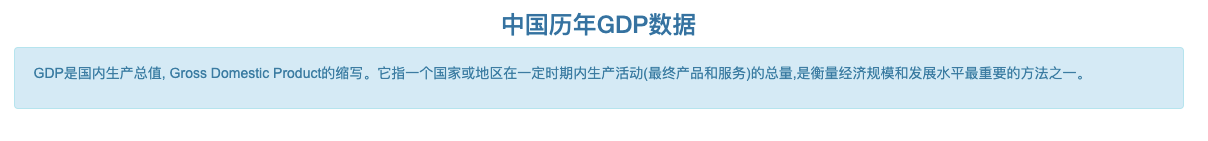 中国历年GDP数据
GDP是国内生产总值, Gross Domestic Product的缩写。它指一个国家或地区在一定时期内生产活动(最终产品和服务)的总量,是衡量经济规模和发展水平最重要的方法之一。